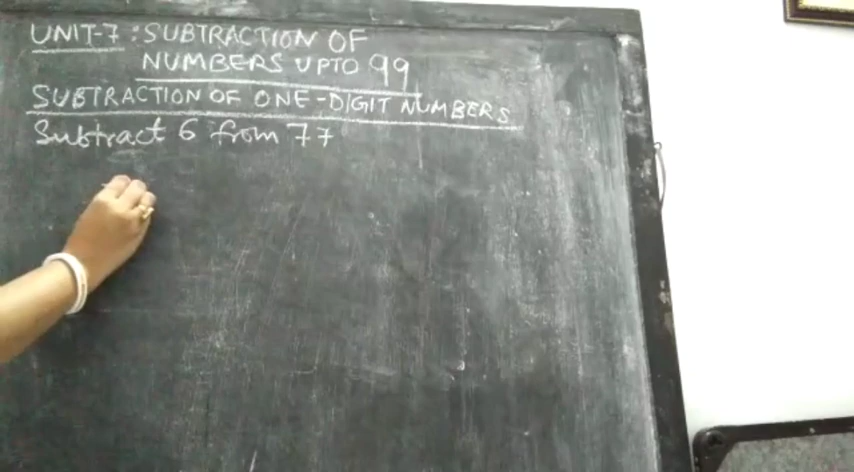 UNIT-7: SUBTRACTION OF
NUMBERS UPTO 99
SUBTRACTION OF ONE-DIGIT NUMBERS
Subtract 6 from 77